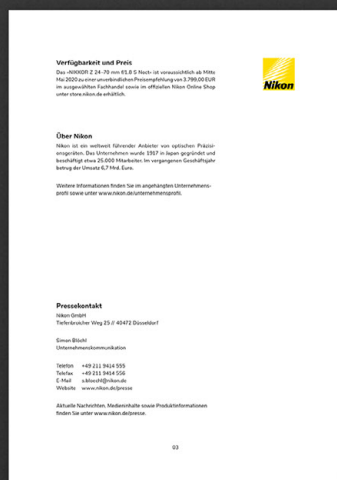 Verfügbarkeit und Preis
Das »NIKKOR Z 24-70 mm f/2.8 S Noct« ist voraussichtlich ab Mitte
Mai 2020 zu einer unverbindlichen Preisempfehlung von 3.799,00 EUR
im ausgewählten Fachhandel sowie im offiziellen Nikon Online Shop
unter store.nikon.de erhältlich.
Nikon
Über Nikon
Nikon ist ein weltweit führender Anbieter von optischen Präzisi-
onsgeräten. Das Unternehmen wurde 1917 in Japan gegründet und
beschäftigt etwa 25.000 Mitarbeiter. Im vergangenen Geschäftsjahr
betrug der Umsatz 6,7 Mrd. Euro.
Weitere Informationen finden Sie im angehängten Unternehmens-
profil sowie unter www.nikon.de/unternehmensprofil.
Pressekontakt
Nikon GmbH
Tiefenbroicher Weg 25 // 40472 Düsseldorf
Simon Blöchl
Unternehmenskommunikation
Telefon +49 211 9414 555
Telefax +49 211 9414 556
E-Mail s.bloechl@nikon.de
Website www.nikon.de/presse
Aktuelle Nachrichten, Medieninhalte sowie Produktinformationen
finden Sie unter www.nikon.de/presse.
03